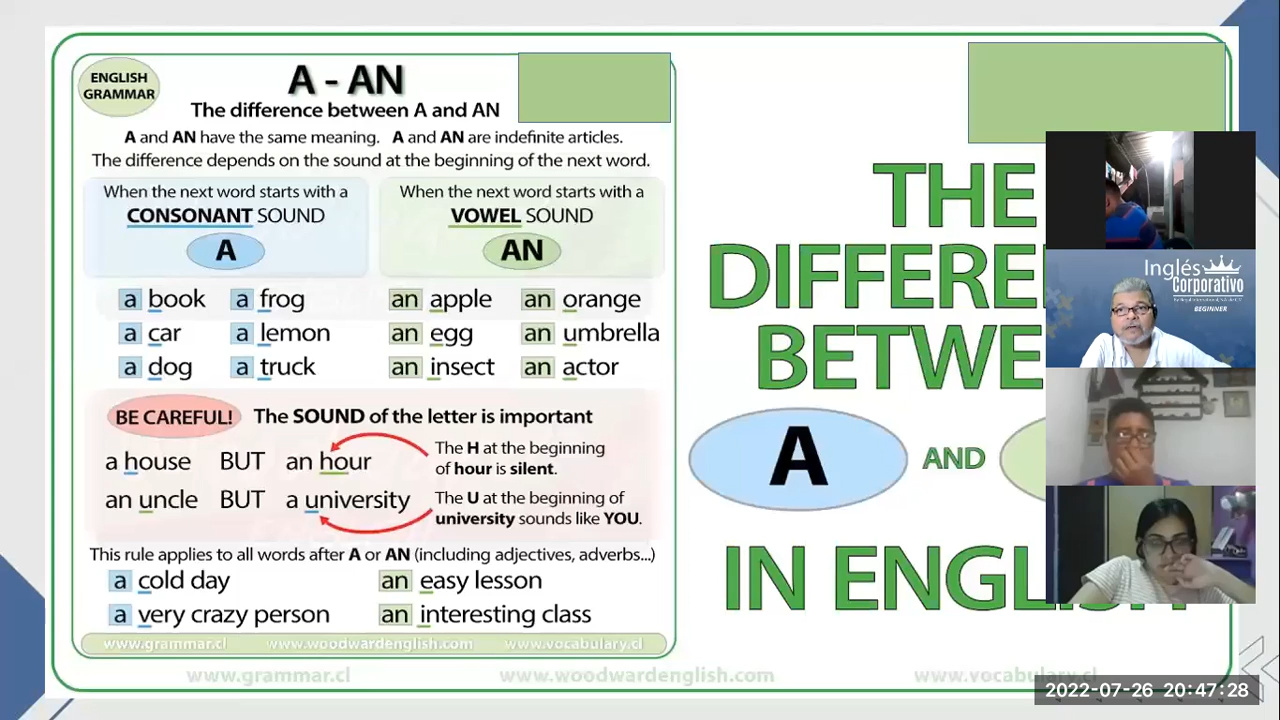 ENGLISH
GRAMMAR
A - AN
The difference between A and AN
A and AN have the same meaning. A and AN are indefinite articles.
The difference depends on the sound at the beginning of the next word.
When the next word starts with a
CONSONANT SOUND
A
When the next word starts with a
VOWEL SOUND
AN
a book a frog an apple an orange
a car a lemon an egg an umbrella
a dog a truck an insect an actor
BE CAREFUL! The SOUND of the letter is important
a house BUT an hour
The H at the beginning
of hour is silent.
an uncle BUT a university
The U at the beginning of
university sounds like YOU.
This rule applies to all words after A or AN (including adjectives, adverbs...)
a cold day an easy lesson
a very crazy person an interesting class
www.grammar.cl www.woodwardenglish.com www.vocabulary.cl
THE
DIFFERE
BETWE
A AND
IN ENGLISH
www.grammar.cl www.woodwardenglish.com www.vocabulary.cl
Inglés
Corporativo
BEGINNER
2022-07-26 20:47:28